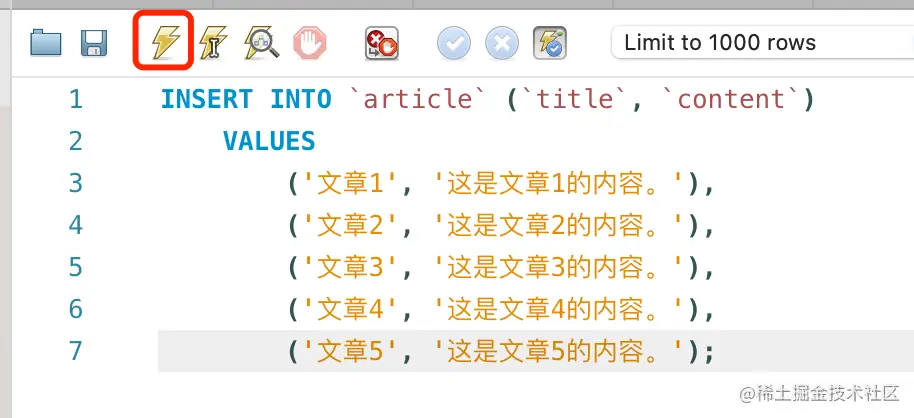 Limit to 1000 rows
1 INSERT INTO `article` (`title`, `content`)
2 VALUES
3 ('文章1', '这是文章1的内容。'),
4 ('文章2', '这是文章2的内容。'),
5 ('文章3', '这是文章3的内容。'),
6 ('文章4', '这是文章4的内容。'),
7 ('文章5', '这是文章5的内容。');
@稀土掘金技术社区